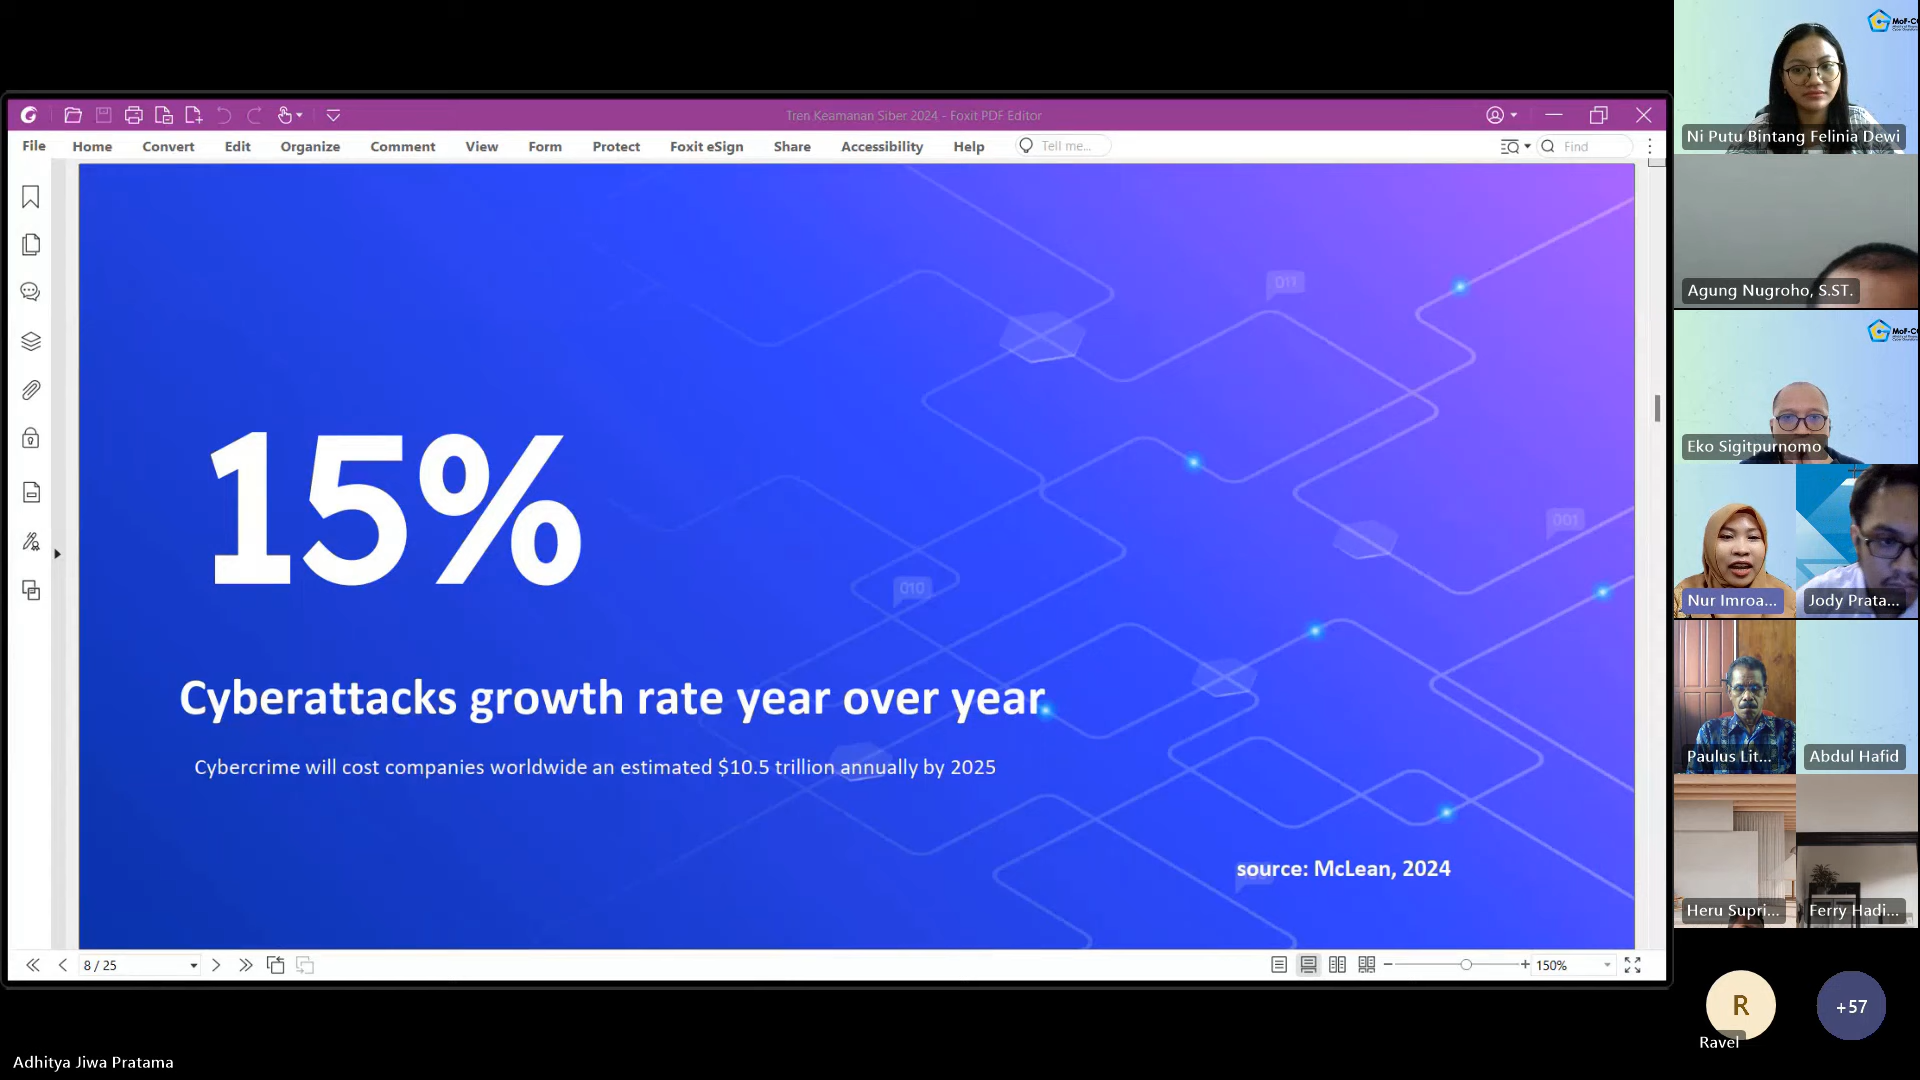 Tren Keamanan Siber 2024 - Foxit PDF Editor
File Home Convert Edit Organize Comment View Form Protect Foxit eSign Share Accessibility Help Tell me... Find
011
001
010
15%
Cyberattacks growth rate year over year
Cybercrime will cost companies worldwide an estimated $10.5 trillion annually by 2025
source: McLean, 2024
8 / 25
150%
Adhitya Jiwa Pratama
Ni Putu Bintang Felinia Dewi
Agung Nugroho, S.ST.
Eko Sigitpurnomo
Nur Imroa...
Jody Prata...
Paulus Lit...
Abdul Hafid
Heru Supri...
Ferry Hadi...
R
Ravel
+57